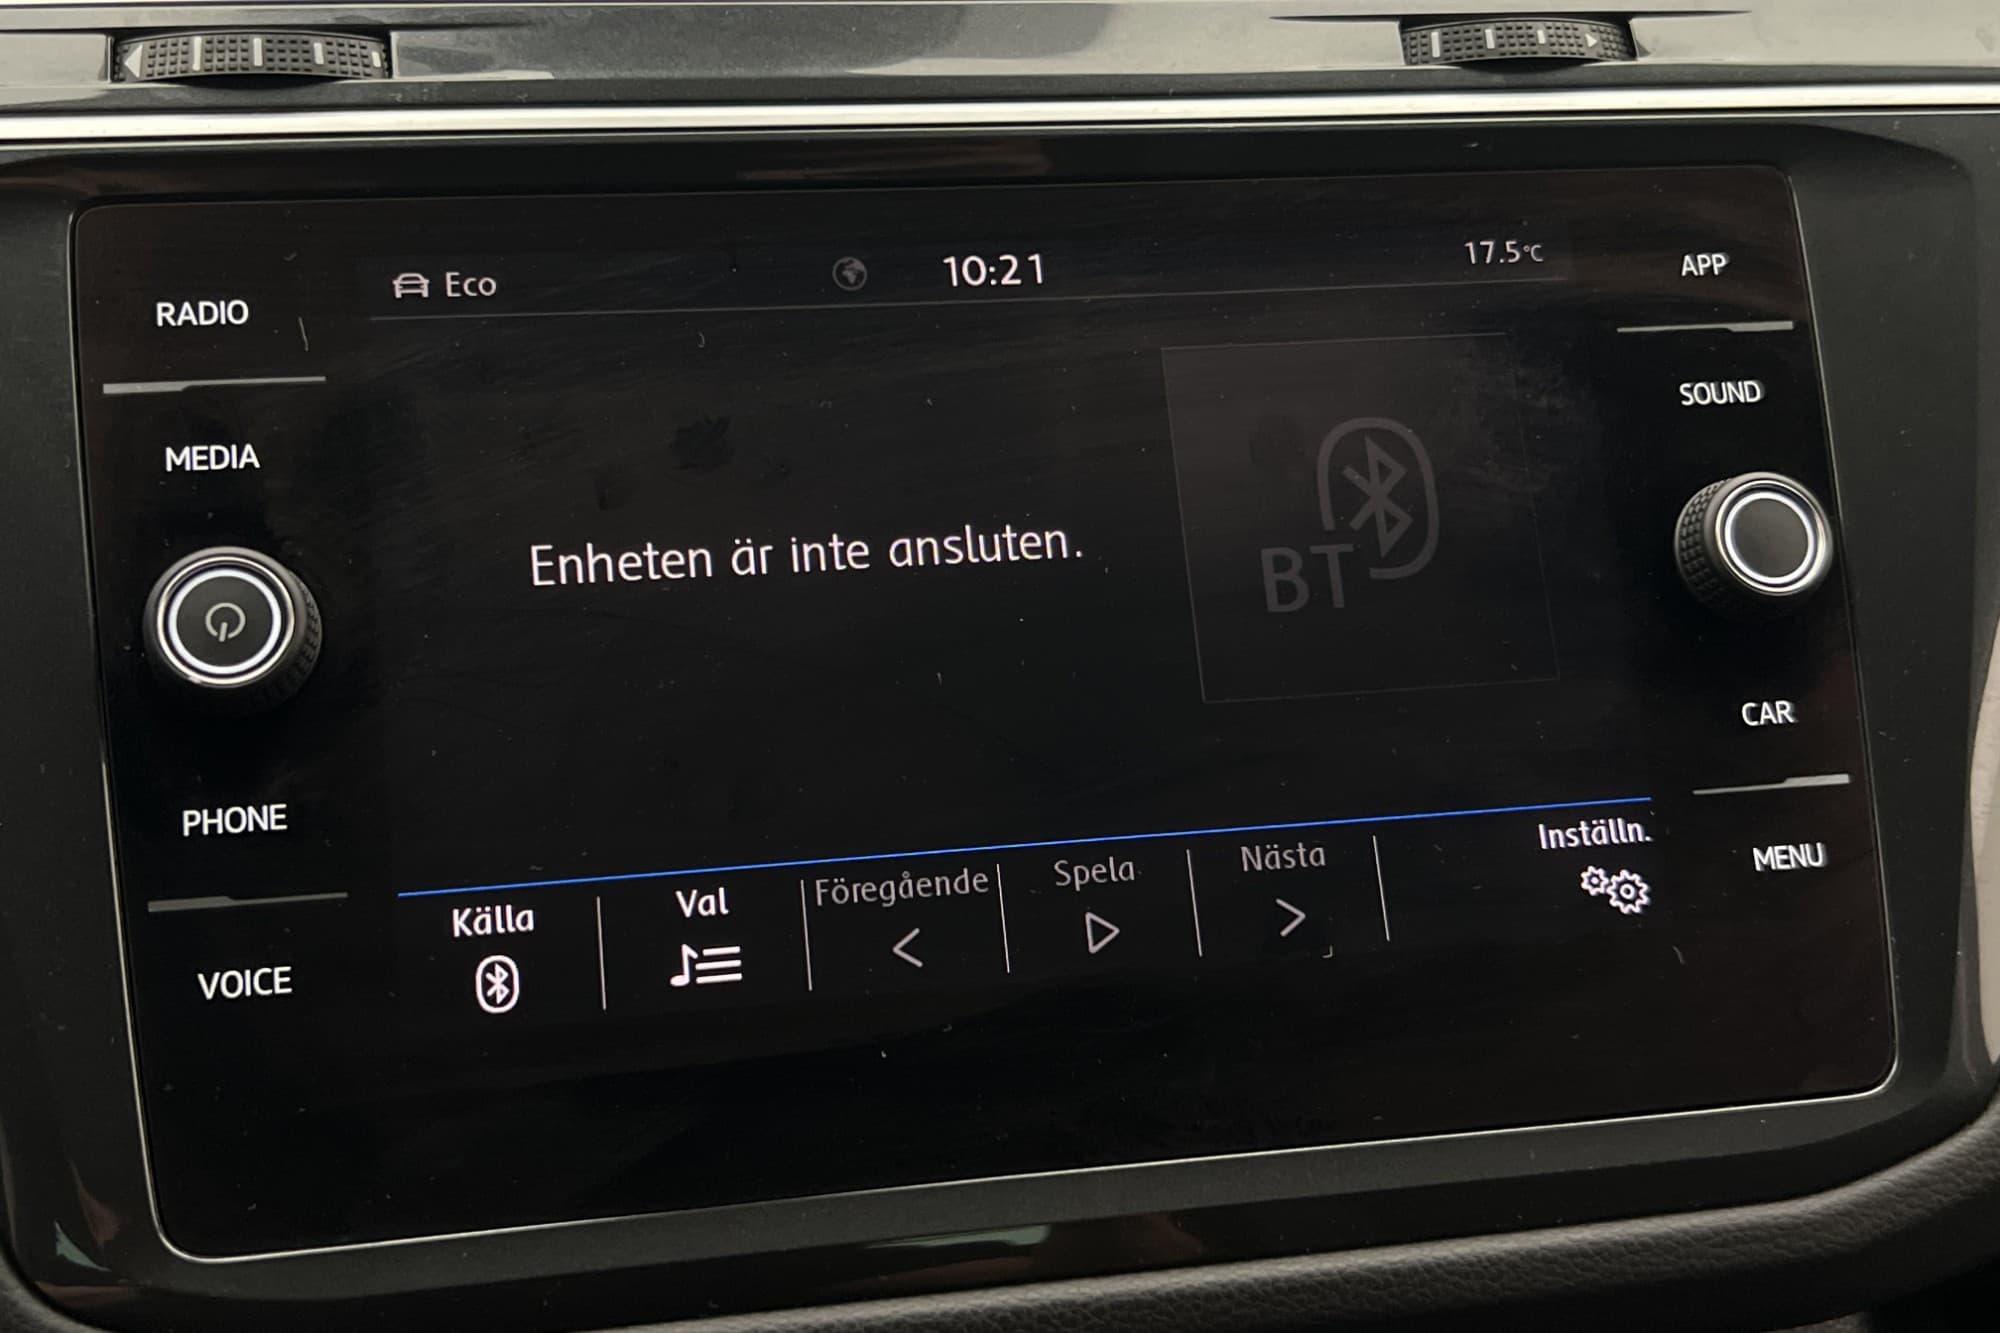 Eco
10:21
17.5°C
RADIO
MEDIA
PHONE
VOICE
Enheten är inte ansluten.
BT
APP
SOUND
CAR
MENU
Källa
Val
Föregående
Spela
Nästa
Inställn.